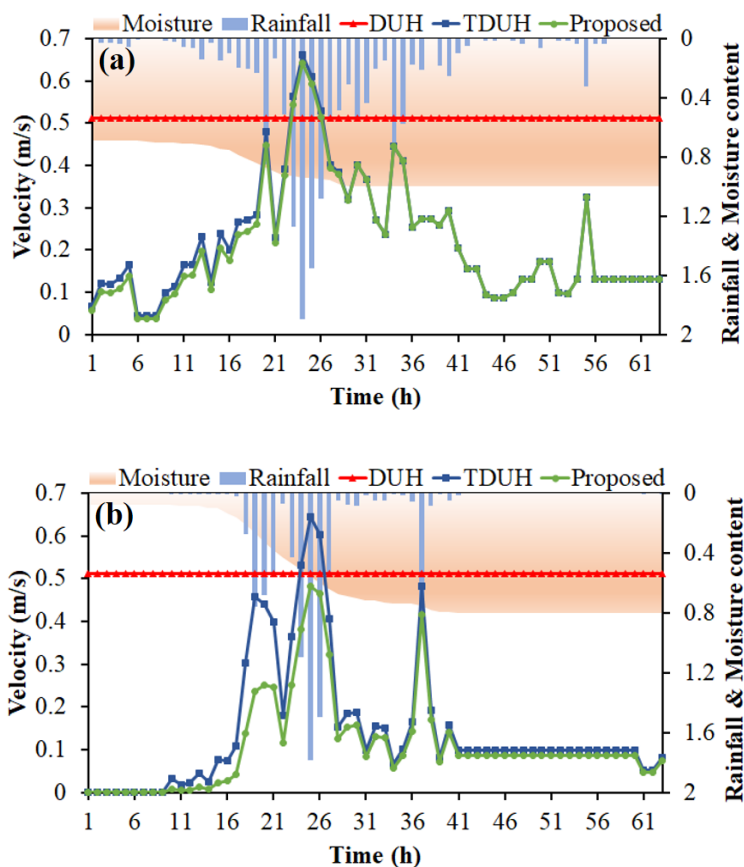 Moisture Rainfall DUH TDUH Proposed
(a)
0.7
0.6
0.5
0.4
0.3
0.2
0.1
0
Velocity (m/s)
0
0.4
0.8
1.2
1.6
2
Rainfall & Moisture content
1 6 11 16 21 26 31 36 41 46 51 56 61
Time (h)
Moisture Rainfall DUH TDUH Proposed
(b)
0.7
0.6
0.5
0.4
0.3
0.2
0.1
0
Velocity (m/s)
0
0.4
0.8
1.2
1.6
2
Rainfall & Moisture content
1 6 11 16 21 26 31 36 41 46 51 56 61
Time (h)